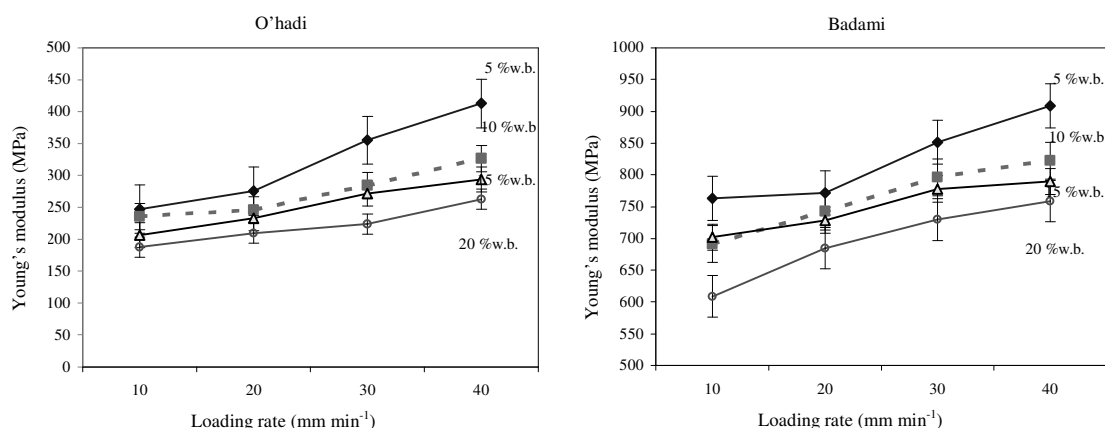 O'hadi
500
450
400
350
300
250
200
150
100
50
0
Young's modulus (MPa)
5 %w.b.
10 %w.b
5 %w.b.
20 %w.b.
10 20 30 40
Loading rate (mm min-1)
Badami
1000
950
900
850
800
750
700
650
600
550
500
Young's modulus (MPa)
5 %w.b.
10 %w.b.
5 %w.b.
20 %w.b.
10 20 30 40
Loading rate (mm min-1)